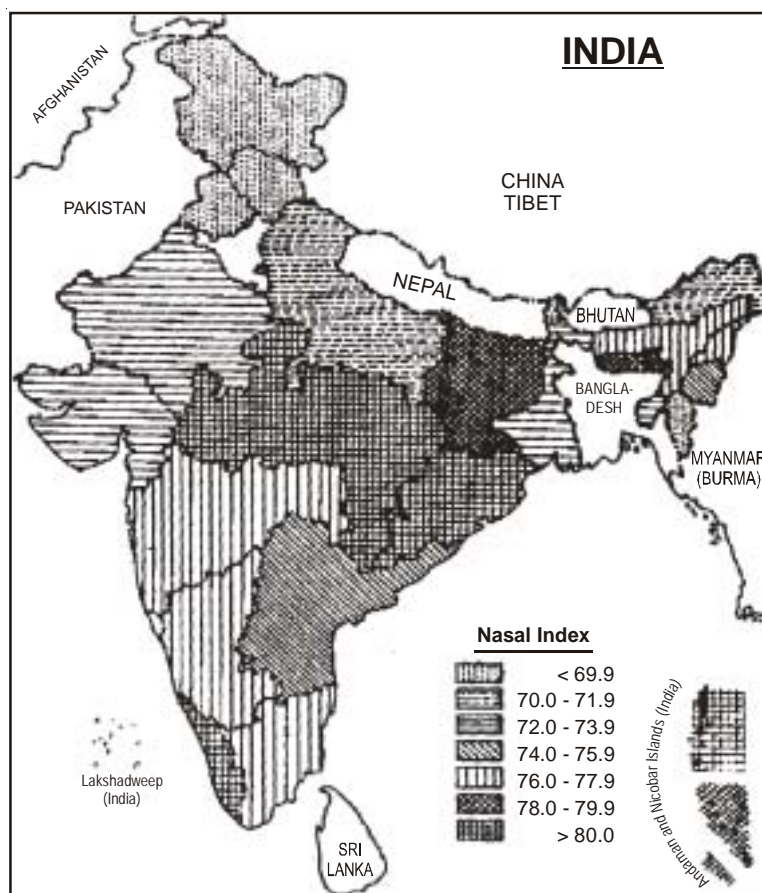 INDIA
AFGHANISTAN
PAKISTAN
CHINA
TIBET
NEPAL
BHUTAN
BANGLA-
DESH
MYANMAR
(BURMA)
Nasal Index
< 69.9
70.0 - 71.9
72.0 - 73.9
74.0 - 75.9
76.0 - 77.9
78.0 - 79.9
> 80.0
Andaman and Nicobar Islands (India)
Lakshadweep
(India)
SRI
LANKA